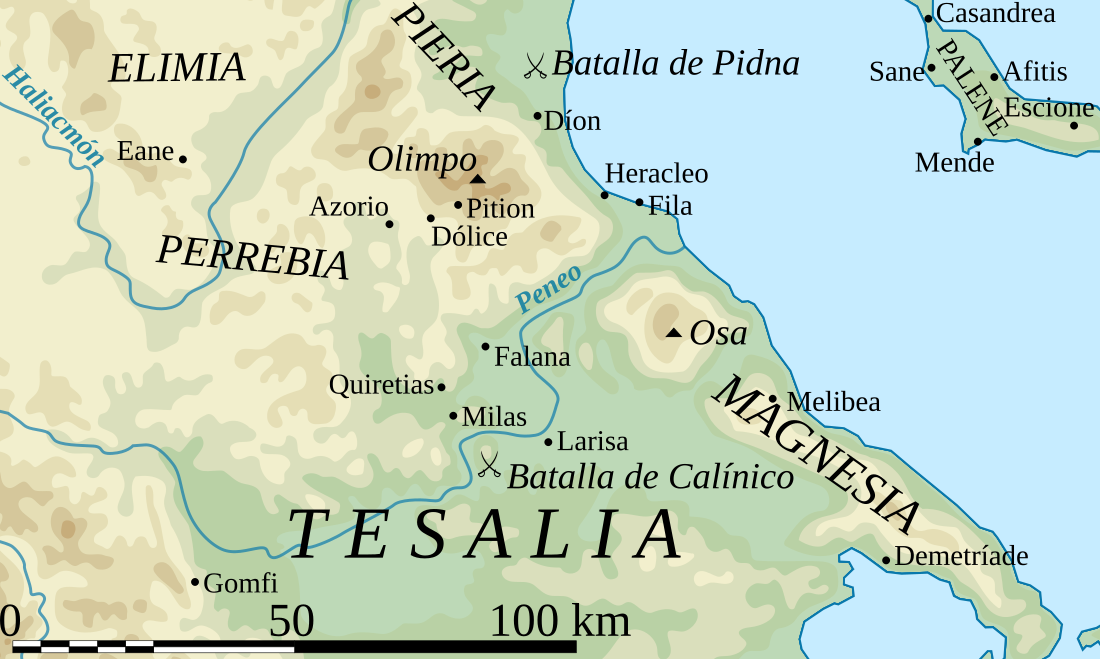 Casandrea
PIERIA
ELIMIA
Batalla de Pidna
PALENE
Sane
Afitis
Haliacmón
Escione
Díon
Eane
Olimpo
Mende
Heracleo
Azorio
Pition
Fila
Dólice
PERREBIA
Peneo
Osa
Falana
Quiretias
Melibea
Milas
MAGNESIA
Larisa
Batalla de Calínico
TESALIA
Demetríade
Gomfi
0 50 100 km